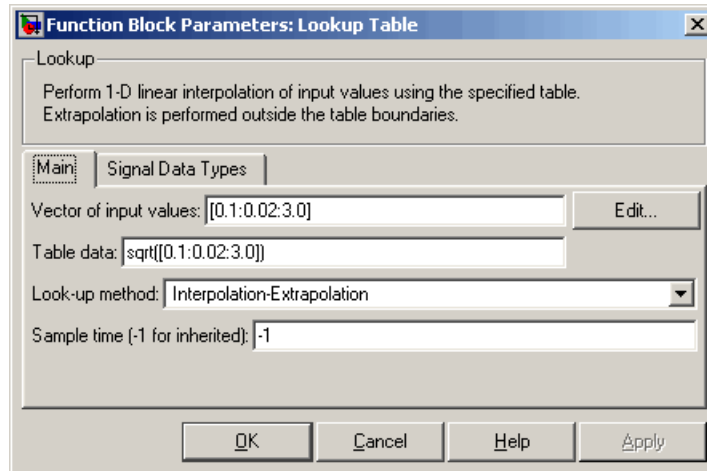 Function Block Parameters: Lookup Table
Lookup
Perform 1-D linear interpolation of input values using the specified table.
Extrapolation is performed outside the table boundaries.
Main Signal Data Types
Vector of input values: [0.1:0.02:3.0] Edit...
Table data: sqrt([0.1:0.02:3.0])
Look-up method: Interpolation-Extrapolation
Sample time (-1 for inherited): -1
OK Cancel Help Apply